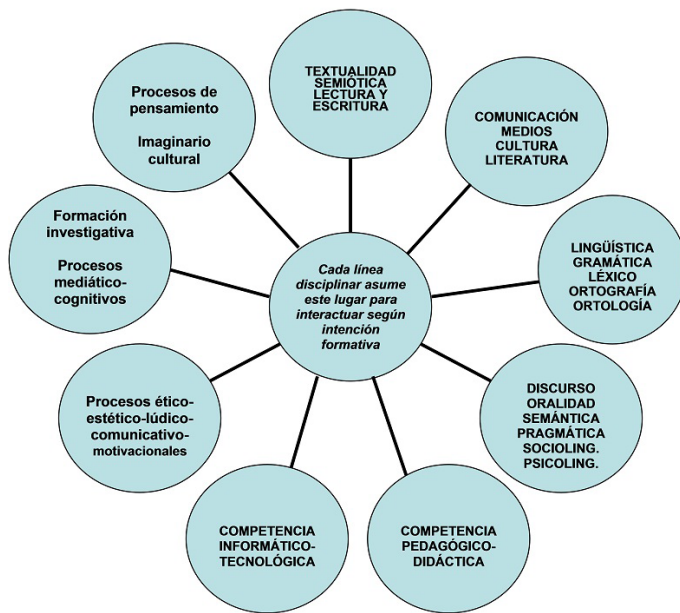 TEXTUALIDAD
SEMIÓTICA
LECTURA Y
ESCRITURA
COMUNICACIÓN
MEDIOS
CULTURA
LITERATURA
LINGÜÍSTICA
GRAMÁTICA
LÉXICO
ORTOGRAFÍA
ORTOLOGÍA
DISCURSO
ORALIDAD
SEMÁNTICA
PRAGMÁTICA
SOCIOLING.
PSICOLING.
COMPETENCIA
PEDAGÓGICO-
DIDÁCTICA
COMPETENCIA
INFORMÁTICO-
TECNOLÓGICA
Procesos ético-
estético-lúdico-
comunicativo-
motivacionales
Formación
investigativa
Procesos
mediático-
cognitivos
Procesos de
pensamiento
Imaginario
cultural
Cada línea
disciplinar asume
este lugar para
interactuar según
intención
formativa